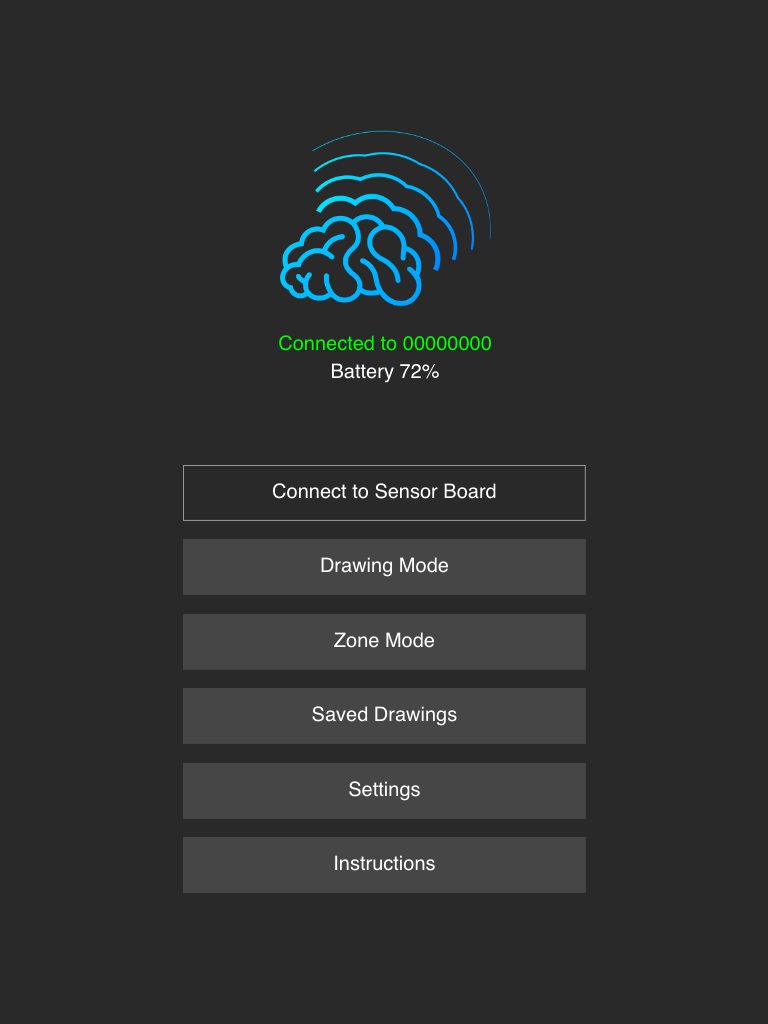 Connected to 00000000
Battery 72%
Connect to Sensor Board
Drawing Mode
Zone Mode
Saved Drawings
Settings
Instructions